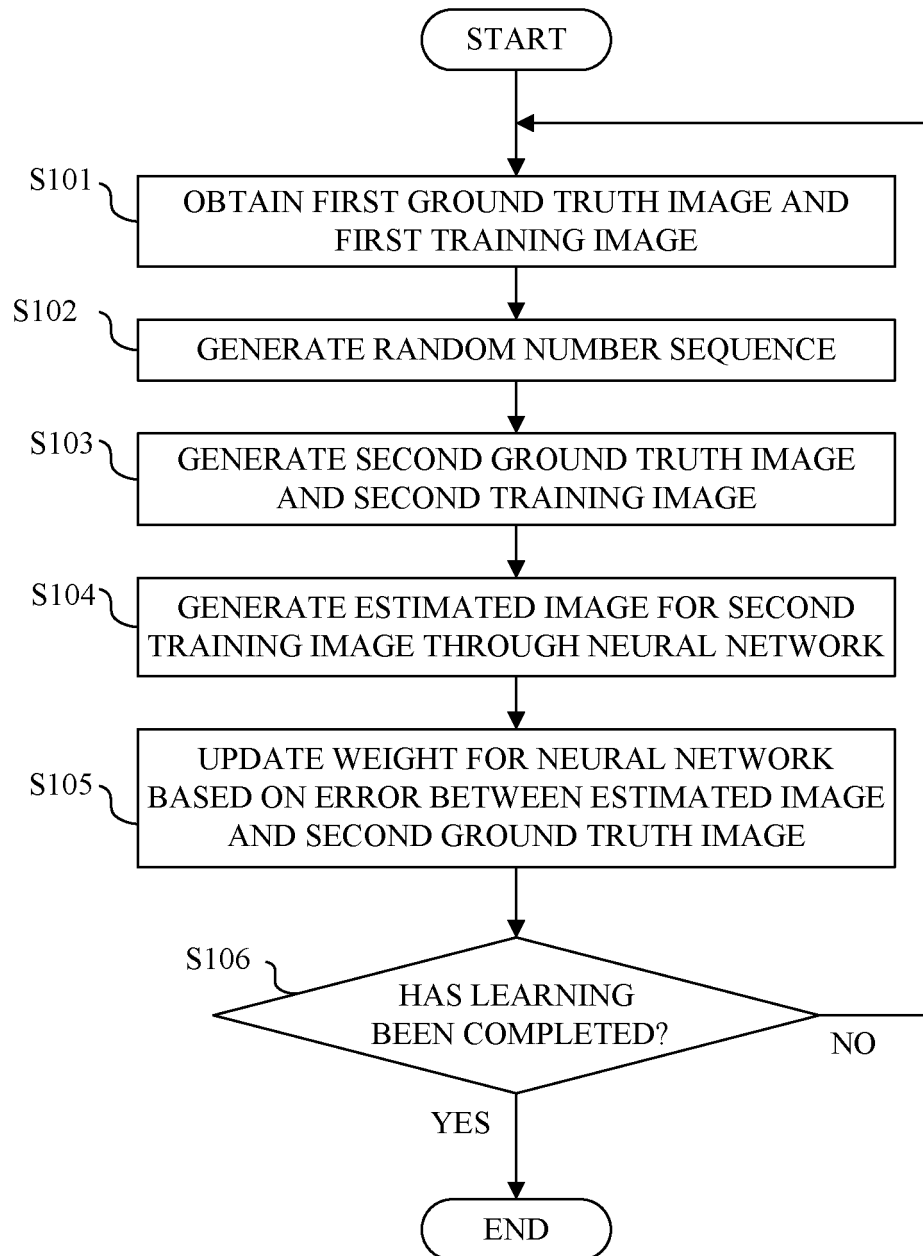 START
S101
OBTAIN FIRST GROUND TRUTH IMAGE AND
FIRST TRAINING IMAGE
S102
GENERATE RANDOM NUMBER SEQUENCE
S103
GENERATE SECOND GROUND TRUTH IMAGE
AND SECOND TRAINING IMAGE
S104
GENERATE ESTIMATED IMAGE FOR SECOND
TRAINING IMAGE THROUGH NEURAL NETWORK
S105
UPDATE WEIGHT FOR NEURAL NETWORK
BASED ON ERROR BETWEEN ESTIMATED IMAGE
AND SECOND GROUND TRUTH IMAGE
S106
HAS LEARNING
BEEN COMPLETED?
NO
YES
END